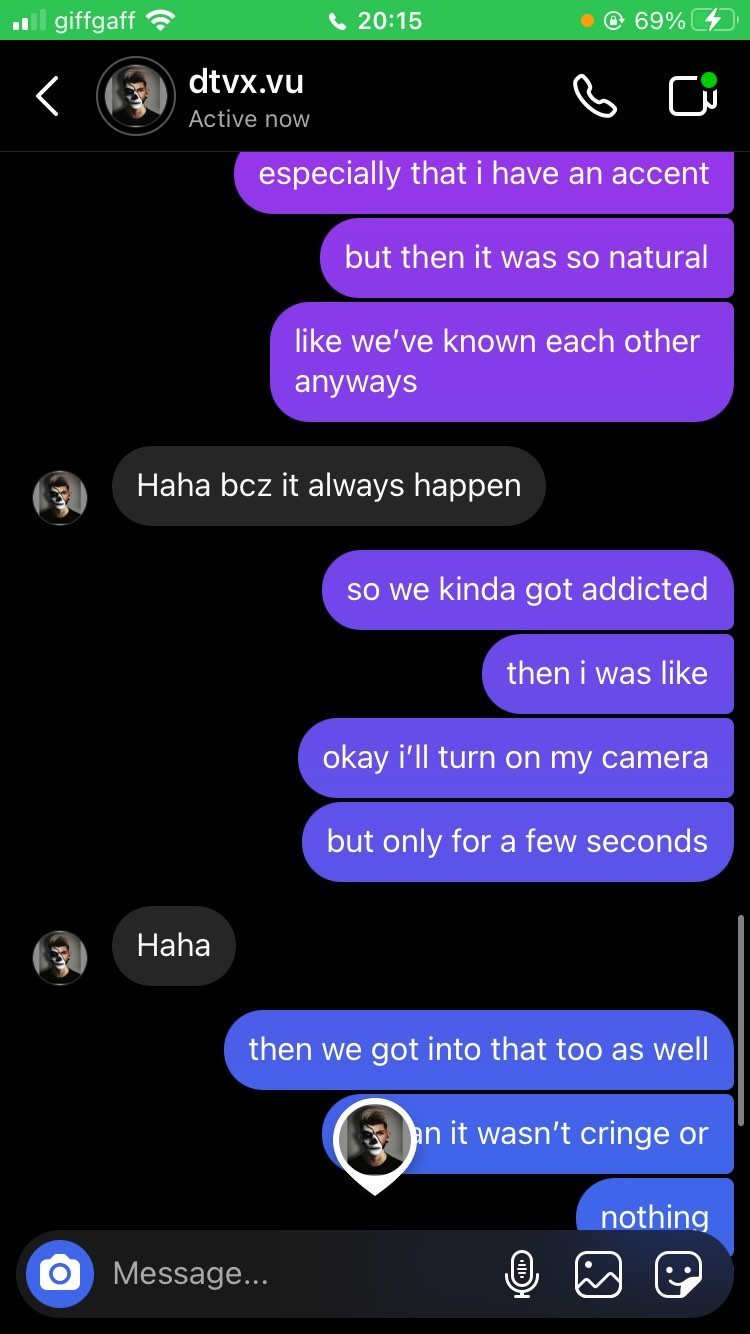 giffgaff 20:15 69%
dtvx.vu
Active now
especially that i have an accent
but then it was so natural
like we’ve known each other
anyways
Haha bcz it always happen
so we kinda got addicted
then i was like
okay i’ll turn on my camera
but only for a few seconds
Haha
then we got into that too as well
it wasn’t cringe or
nothing
Message...